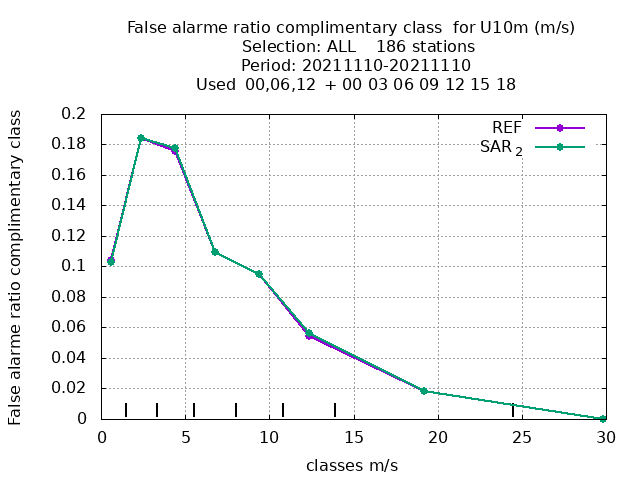 False alarme ratio complimentary class  for U10m (m/s)
Selection: ALL    186 stations
Period: 20211110-20211110
Used  00,06,12  + 00 03 06 09 12 15 18
REF
SAR 2
False alarme ratio complimentary class
0.2
0.18
0.16
0.14
0.12
0.1
0.08
0.06
0.04
0.02
0
0 5 10 15 20 25 30
classes m/s